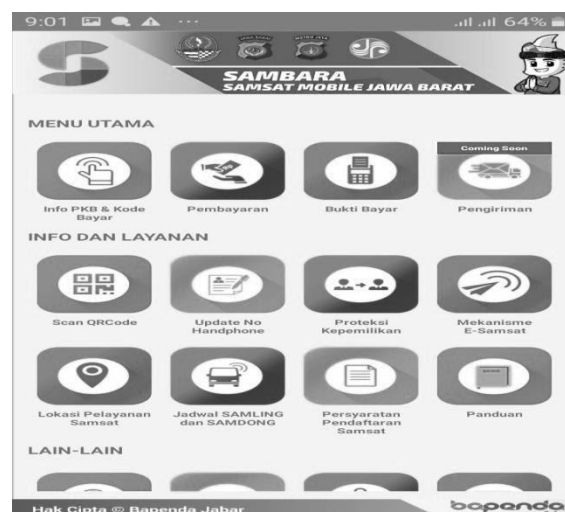 9:01 64%
SAMBARA
SAMSAT MOBILE JAWA BARAT
MENU UTAMA
Coming Soon
Info PKB & Kode
Bayar
Pembayaran
Bukti Bayar
Pengiriman
INFO DAN LAYANAN
Scan QRCode
Update No
Handphone
Proteksi
Kepemilikan
Mekanisme
E-Samsat
Lokasi Pelayanan
Samsat
Jadwal SAMLING
dan SAMDONG
Persyaratan
Pendaftaran
Samsat
Panduan
LAIN-LAIN
Hak Cipta © Bapenda Jabar
bapenda